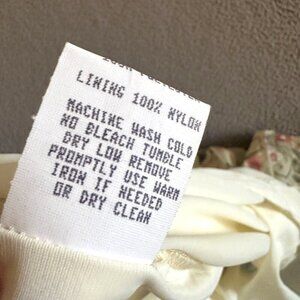 LINING 100% NYLON
MACHINE WASH COLD
NO BLEACH TUMBLE
DRY LOW REMOVE
PROMPTLY USE WARM
IRON IF NEEDED
OR DRY CLEAN